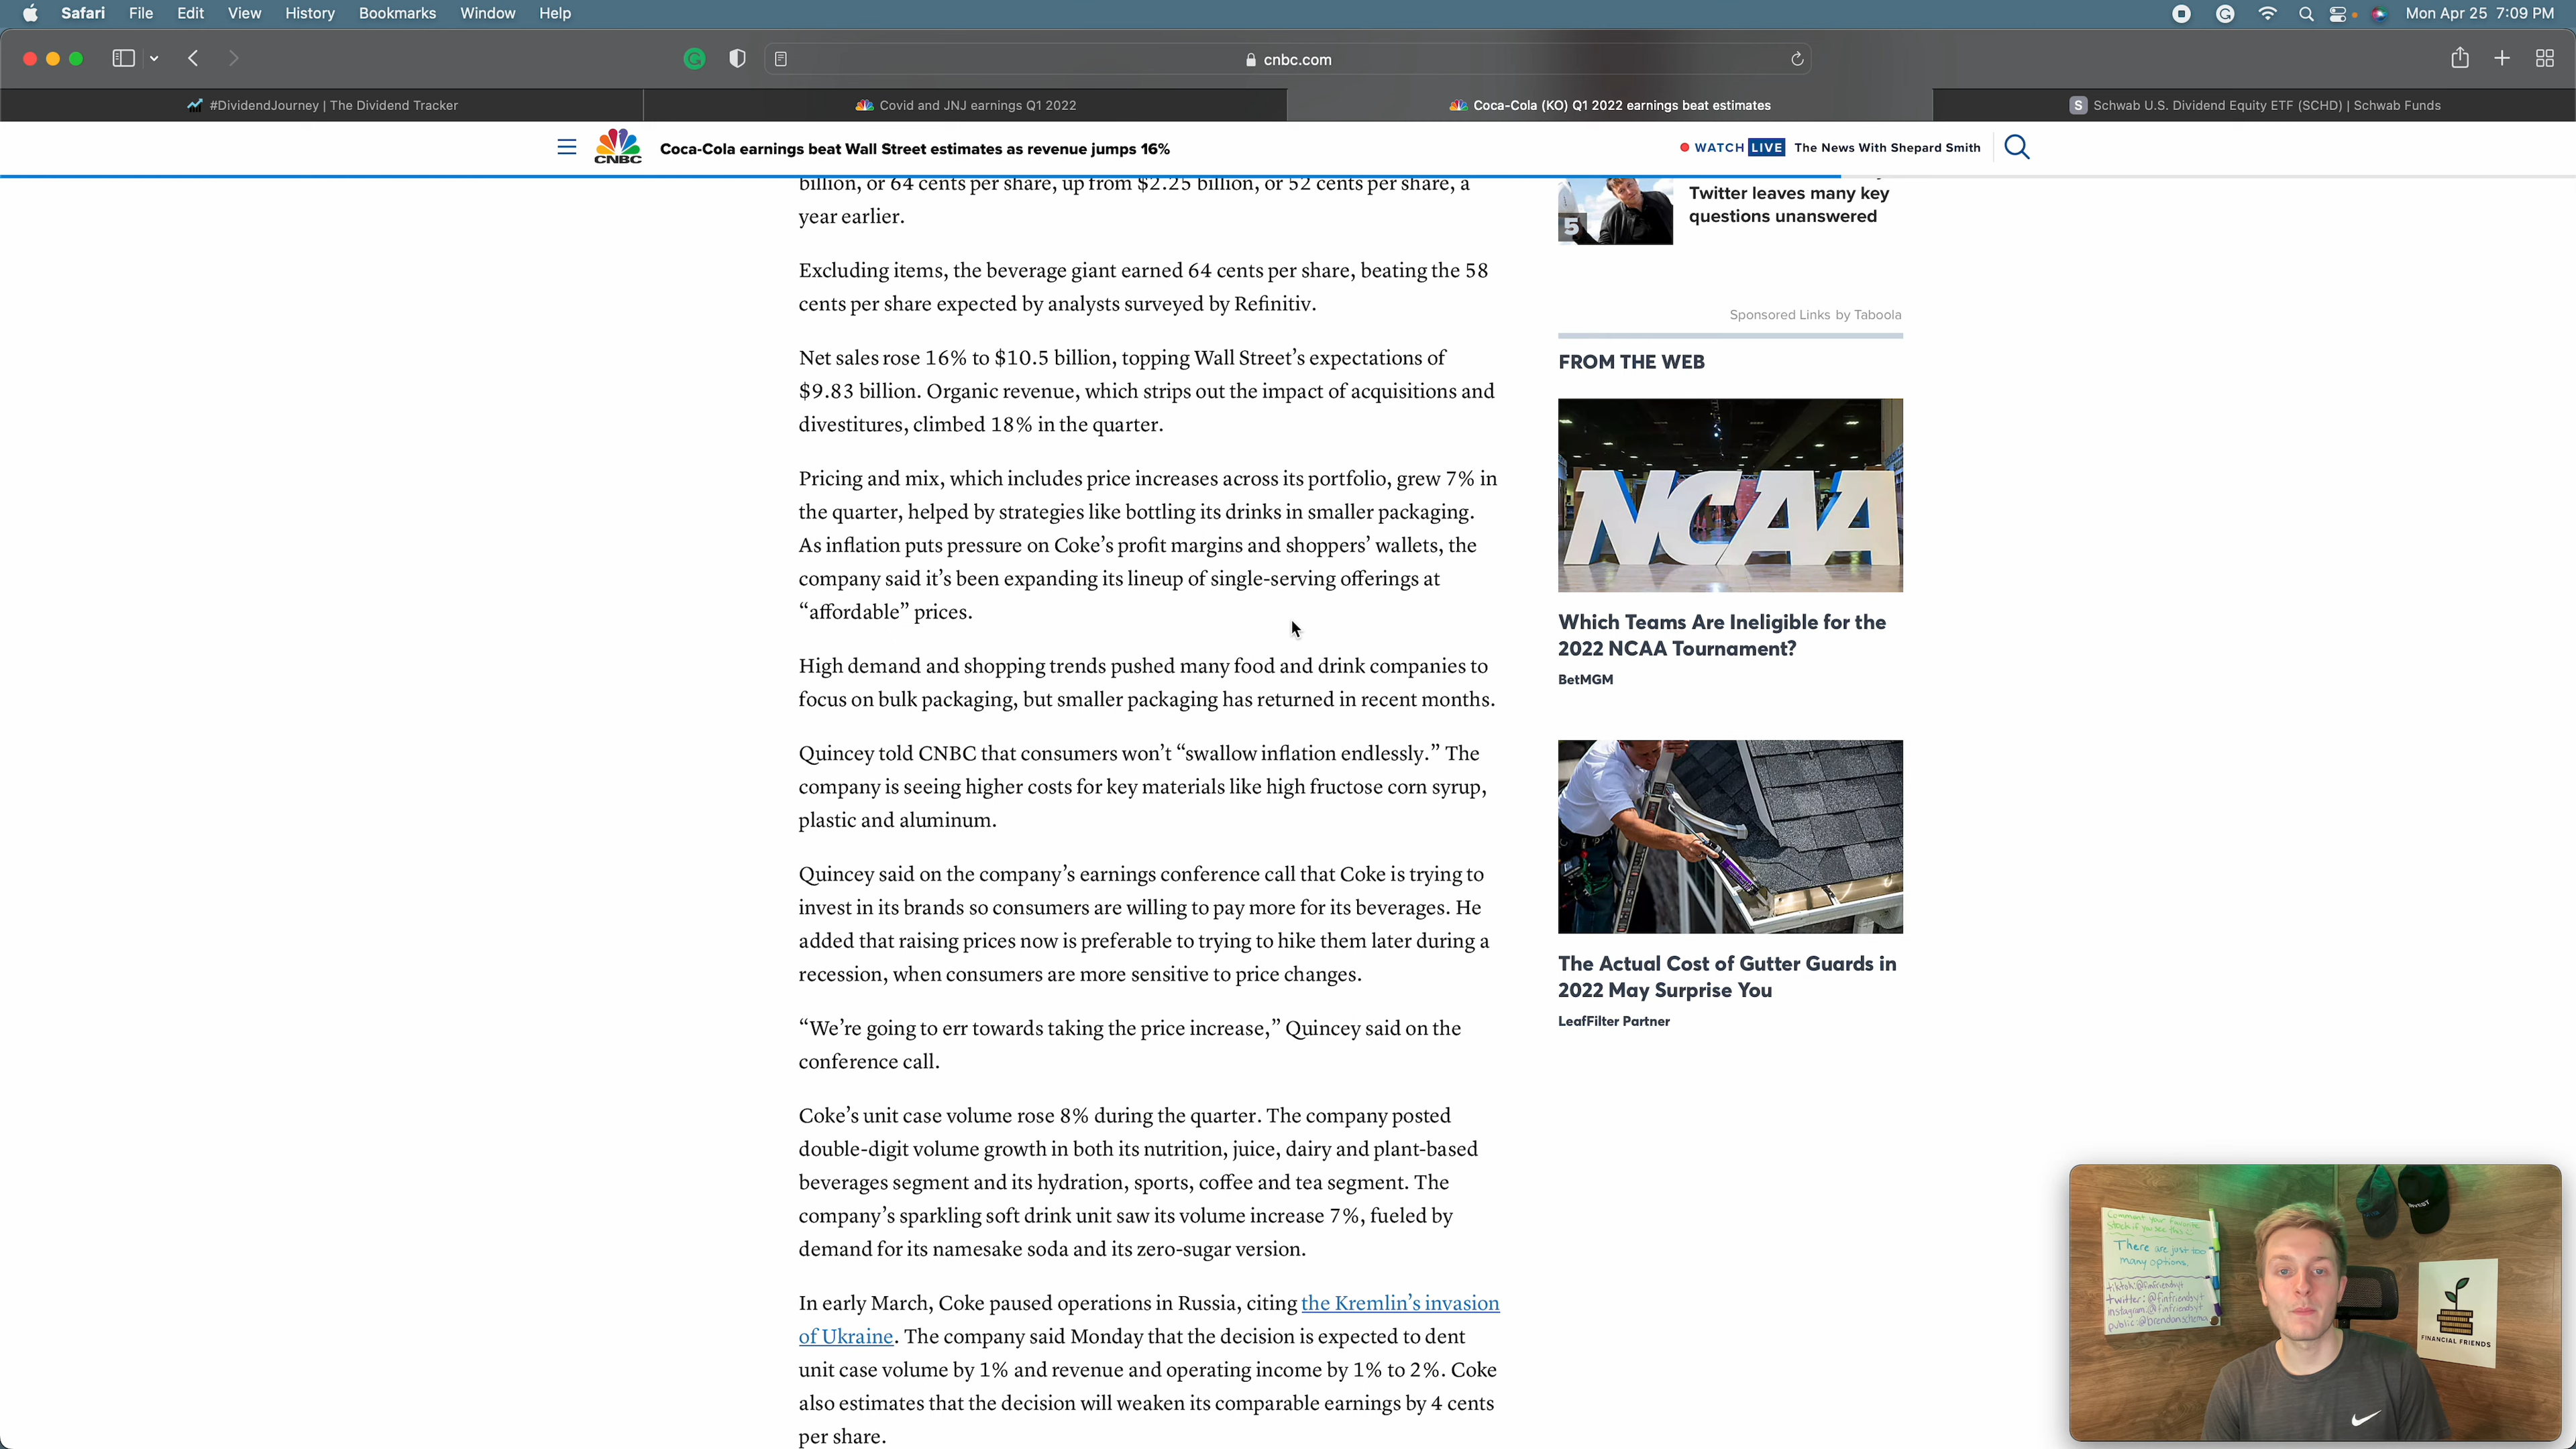 Safari File Edit View History Bookmarks Window Help
Mon Apr 25 7:09 PM
cnbc.com
#DividendJourney | The Dividend Tracker
Covid and JNJ earnings Q1 2022
Coca-Cola (KO) Q1 2022 earnings beat estimates
S Schwab U.S. Dividend Equity ETF (SCHD) | Schwab Funds
CNBC
Coca-Cola earnings beat Wall Street estimates as revenue jumps 16%
WATCH LIVE The News With Shepard Smith
billion, or 64 cents per share, up from $2.25 billion, or 52 cents per share, a
year earlier.
Excluding items, the beverage giant earned 64 cents per share, beating the 58
cents per share expected by analysts surveyed by Refinitiv.
Net sales rose 16% to $10.5 billion, topping Wall Street’s expectations of
$9.83 billion. Organic revenue, which strips out the impact of acquisitions and
divestitures, climbed 18% in the quarter.
Pricing and mix, which includes price increases across its portfolio, grew 7% in
the quarter, helped by strategies like bottling its drinks in smaller packaging.
As inflation puts pressure on Coke’s profit margins and shoppers’ wallets, the
company said it’s been expanding its lineup of single-serving offerings at
“affordable” prices.
High demand and shopping trends pushed many food and drink companies to
focus on bulk packaging, but smaller packaging has returned in recent months.
Quincey told CNBC that consumers won’t “swallow inflation endlessly.” The
company is seeing higher costs for key materials like high fructose corn syrup,
plastic and aluminum.
Quincey said on the company’s earnings conference call that Coke is trying to
invest in its brands so consumers are willing to pay more for its beverages. He
added that raising prices now is preferable to trying to hike them later during a
recession, when consumers are more sensitive to price changes.
“We’re going to err towards taking the price increase,” Quincey said on the
conference call.
Coke’s unit case volume rose 8% during the quarter. The company posted
double-digit volume growth in both its nutrition, juice, dairy and plant-based
beverages segment and its hydration, sports, coffee and tea segment. The
company’s sparkling soft drink unit saw its volume increase 7%, fueled by
demand for its namesake soda and its zero-sugar version.
In early March, Coke paused operations in Russia, citing the Kremlin’s invasion
of Ukraine. The company said Monday that the decision is expected to dent
unit case volume by 1% and revenue and operating income by 1% to 2%. Coke
also estimates that the decision will weaken its comparable earnings by 4 cents
per share.
5
Twitter leaves many key
questions unanswered
Sponsored Links by Taboola
FROM THE WEB
NCAA
Which Teams Are Ineligible for the
2022 NCAA Tournament?
BetMGM
The Actual Cost of Gutter Guards in
2022 May Surprise You
LeafFilter Partner
Comment your favorite
stock if you see this
There are just too
many options.
tiktok:@finfriendsyt
twitter:@finfriendsyt
instagram:@finfriendsyt
public:@brendanschema
INVEST
FINANCIAL FRIENDS